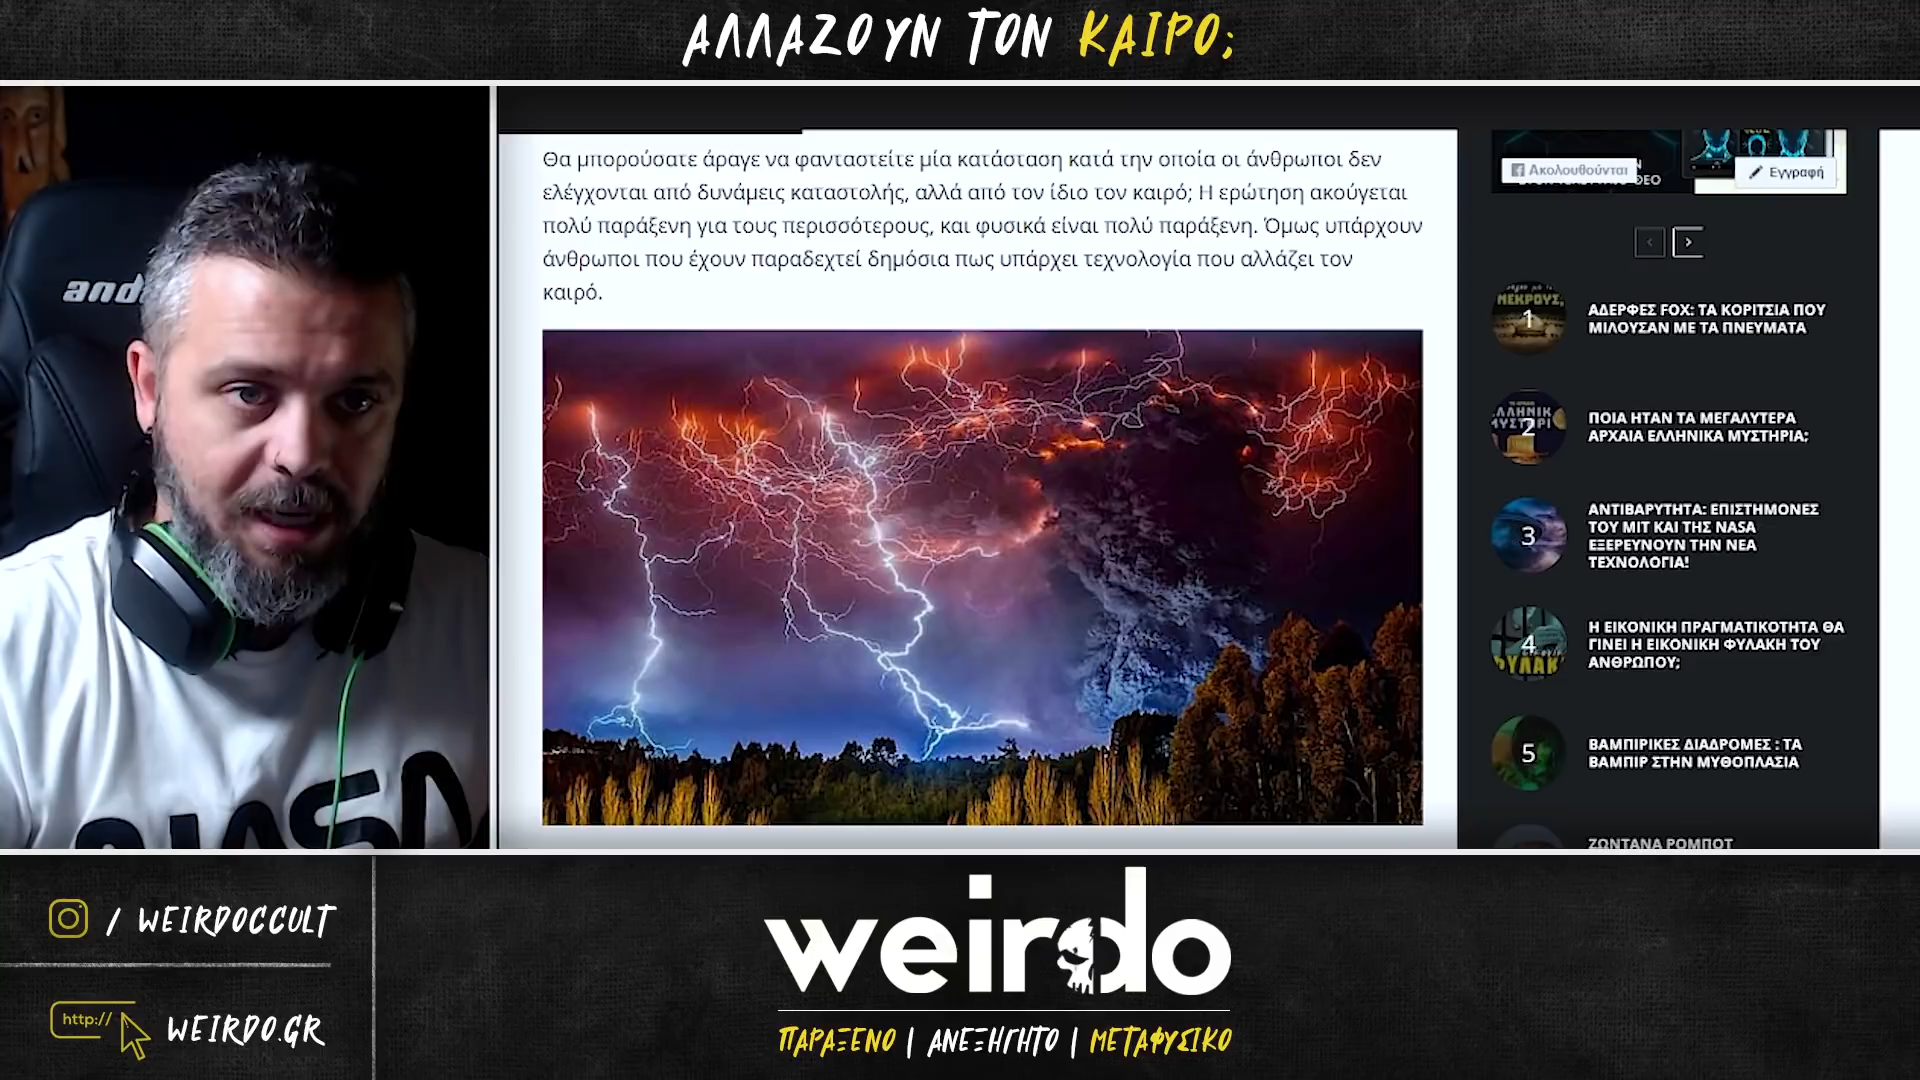 ΑΛΛΑΖΟΥΝ ΤΟΝ ΚΑΙΡΟ;
Θα μπορούσατε άραγε να φανταστείτε μία κατάσταση κατά την οποία οι άνθρωποι δεν
ελέγχονται από δυνάμεις καταστολής, αλλά από τον ίδιο τον καιρό; Η ερώτηση ακούγεται
πολύ παράξενη για τους περισσότερους, και φυσικά είναι πολύ παράξενη. Όμως υπάρχουν
άνθρωποι που έχουν παραδεχτεί δημόσια πως υπάρχει τεχνολογία που αλλάζει τον
καιρό.
Ακολουθούνται
Εγγραφή
ΝΕΚΡΟΥΣ,
1
ΑΔΕΡΦΕΣ FOX: ΤΑ ΚΟΡΙΤΣΙΑ ΠΟΥ
ΜΙΛΟΥΣΑΝ ΜΕ ΤΑ ΠΝΕΥΜΑΤΑ
2
ΠΟΙΑ ΗΤΑΝ ΤΑ ΜΕΓΑΛΥΤΕΡΑ
ΑΡΧΑΙΑ ΕΛΛΗΝΙΚΑ ΜΥΣΤΗΡΙΑ;
3
ΑΝΤΙΒΑΡΥΤΗΤΑ: ΕΠΙΣΤΗΜΟΝΕΣ
ΤΟΥ MIT ΚΑΙ ΤΗΣ NASA
ΕΞΕΡΕΥΝΟΥΝ ΤΗΝ ΝΕΑ
ΤΕΧΝΟΛΟΓΙΑ!
4
Η ΕΙΚΟΝΙΚΗ ΠΡΑΓΜΑΤΙΚΟΤΗΤΑ ΘΑ
ΓΙΝΕΙ Η ΕΙΚΟΝΙΚΗ ΦΥΛΑΚΗ ΤΟΥ
ΑΝΘΡΩΠΟΥ;
5
ΒΑΜΠΙΡΙΚΕΣ ΔΙΑΔΡΟΜΕΣ : ΤΑ
ΒΑΜΠΙΡ ΣΤΗΝ ΜΥΘΟΠΛΑΣΙΑ
ΖΩΝΤΑΝΑ ΡΟΜΠΟΤ
and
NASA
/ WEIRDOCCULT
http://
WEIRDO.GR
weirdo
ΠΑΡΑΞΕΝΟ | ΑΝΕΞΗΓΗΤΟ | ΜΕΤΑΦΥΣΙΚΟ